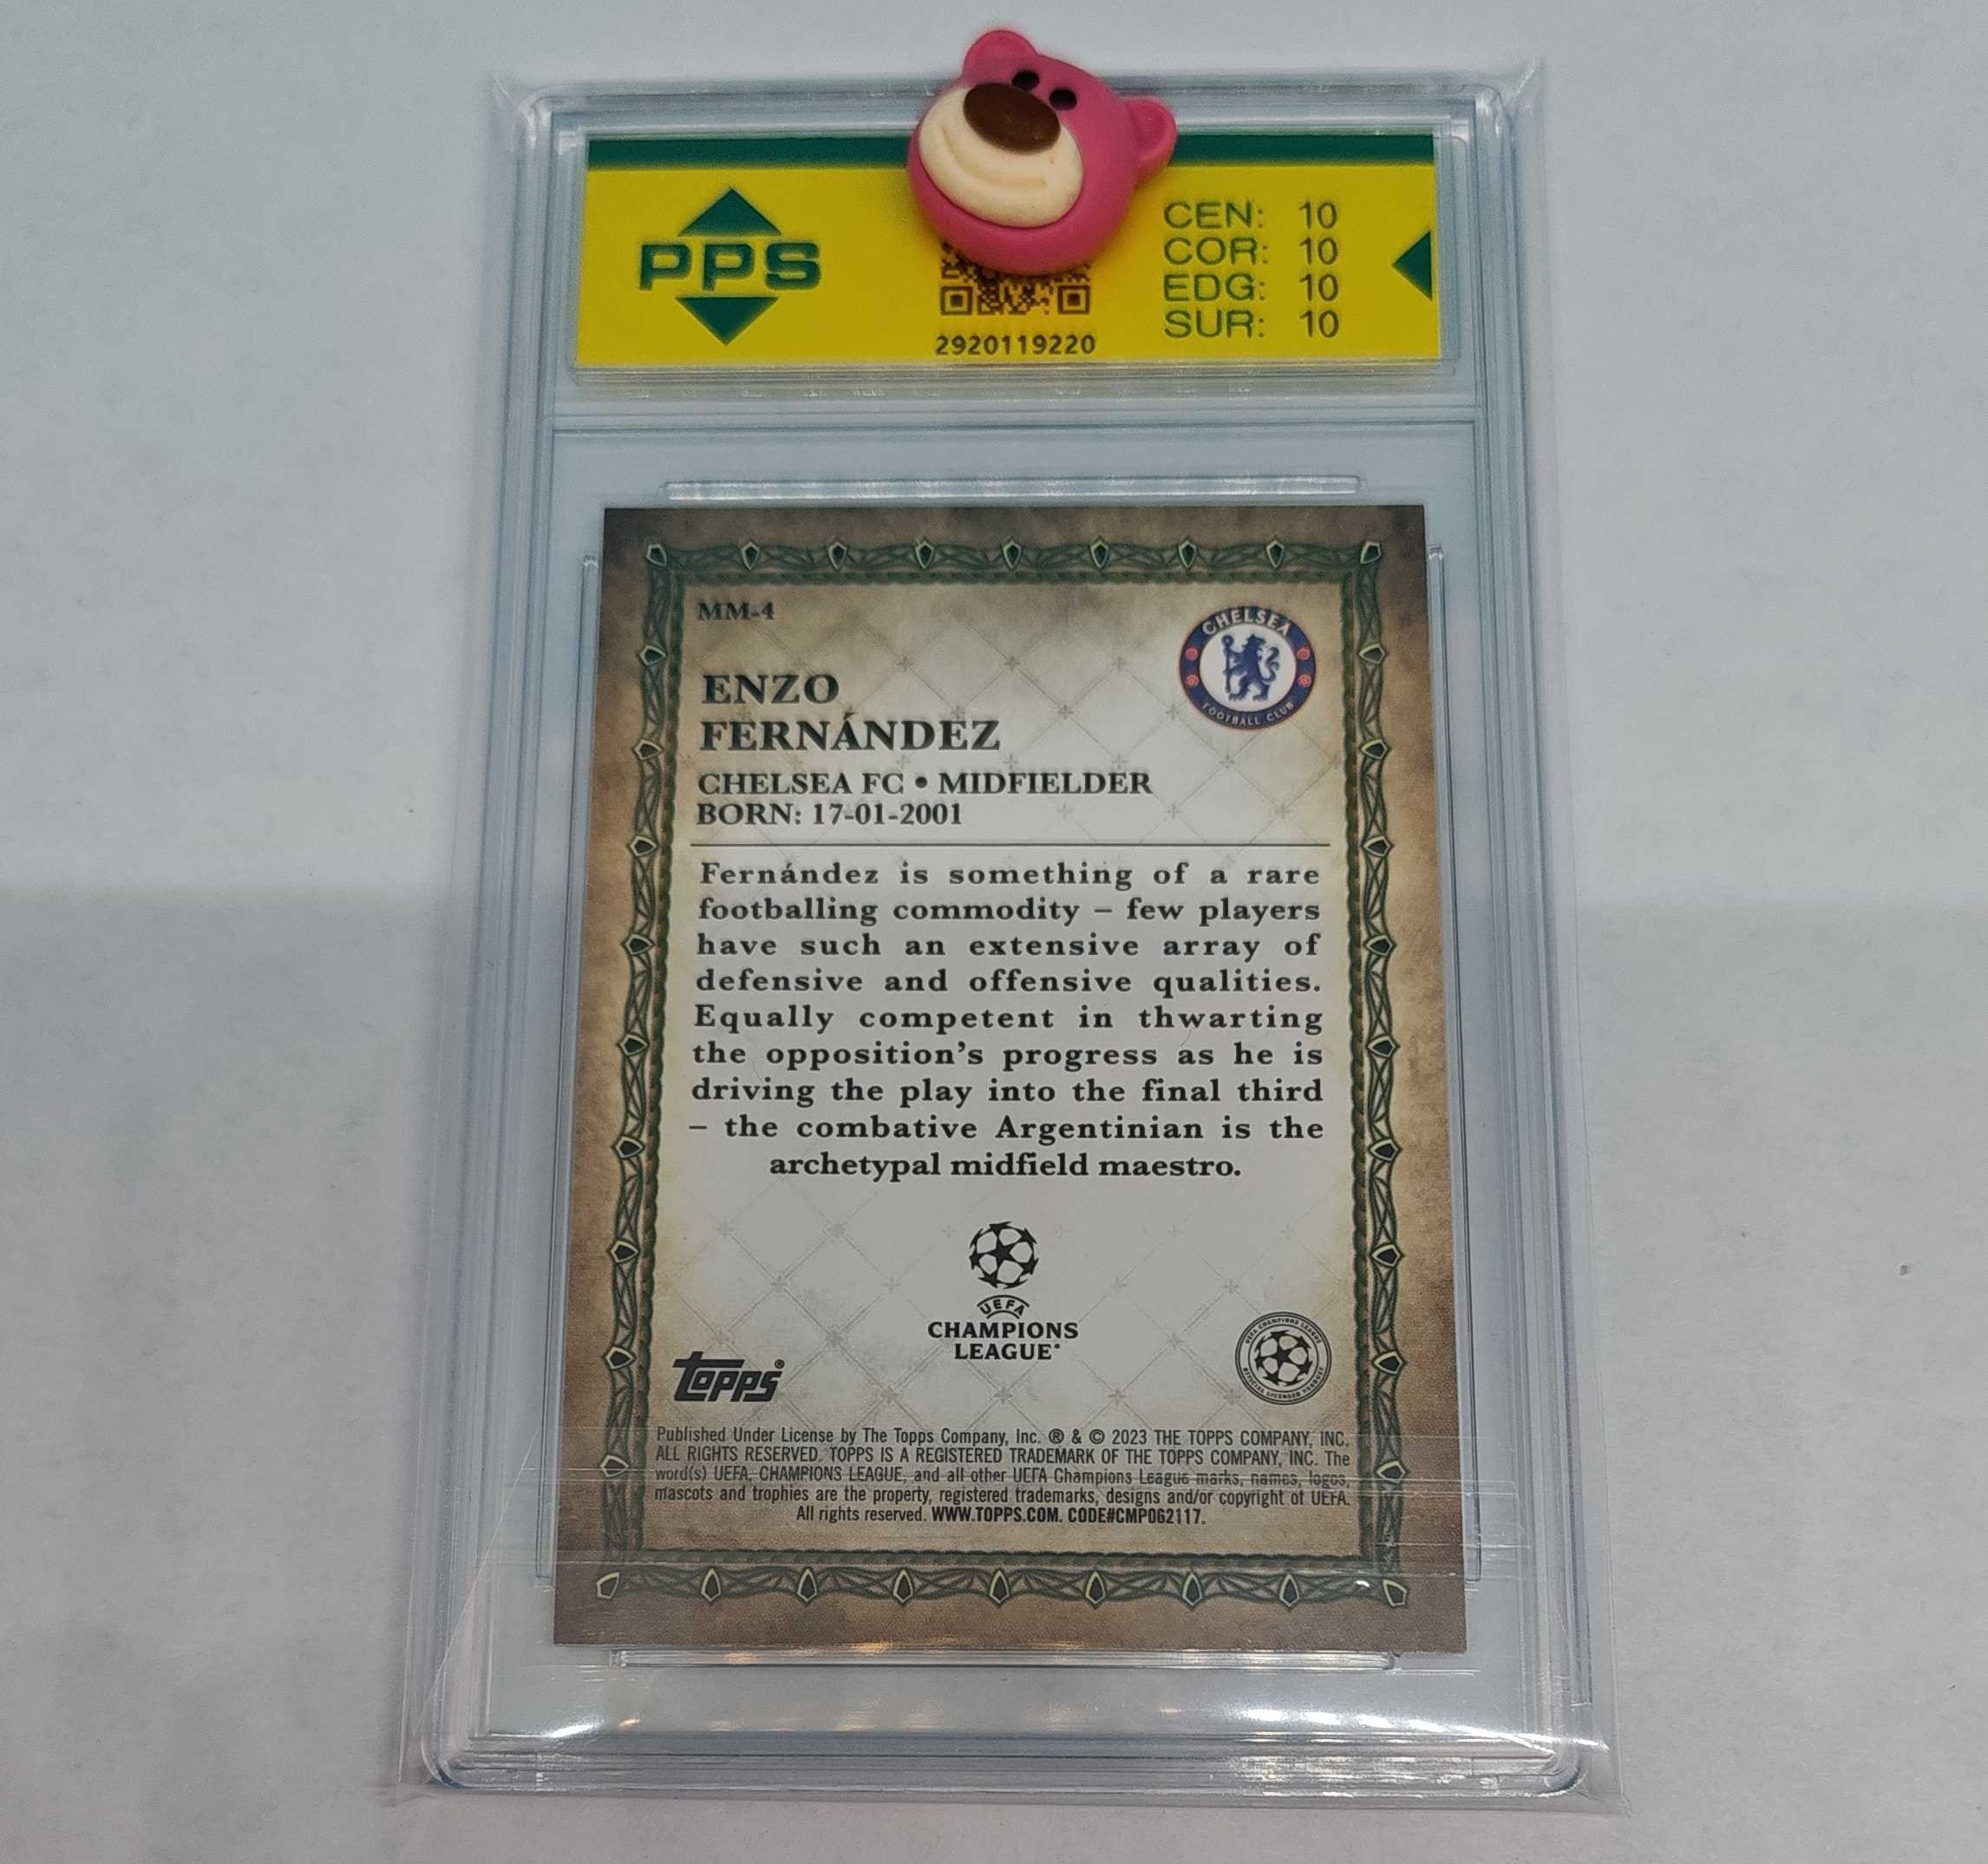 PPS
CEN: 10
COR: 10
EDG: 10
SUR: 10
2920119220
MM-4
CHELSEA
FOOTBALL CLUB
ENZO
FERNÁNDEZ
CHELSEA FC • MIDFIELDER
BORN: 17-01-2001
Fernández is something of a rare
footballing commodity – few players
have such an extensive array of
defensive and offensive qualities.
Equally competent in thwarting
the opposition's progress as he is
driving the play into the final third
– the combative Argentinian is the
archetypal midfield maestro.
UEFA
CHAMPIONS
LEAGUE
Topps®
UEFA CHAMPIONS LEAGUE
OFFICIAL LICENSED PRODUCT
Published Under License by The Topps Company, Inc. ® & © 2023 THE TOPPS COMPANY, INC.
ALL RIGHTS RESERVED. TOPPS IS A REGISTERED TRADEMARK OF THE TOPPS COMPANY, INC. The
word(s) UEFA, CHAMPIONS LEAGUE, and all other UEFA Champions League marks, names, logos,
mascots and trophies are the property, registered trademarks, designs and/or copyright of UEFA.
All rights reserved. WWW.TOPPS.COM. CODE#CMP062117.